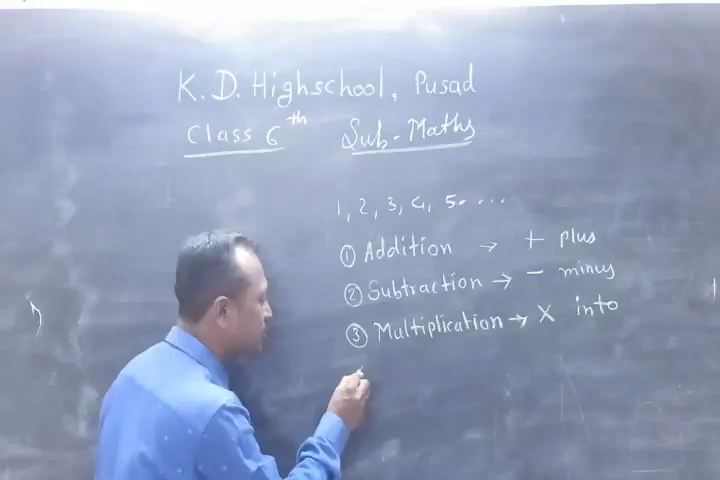 K.D. Highschool, Pusad
Class 6th Sub-Maths
1, 2, 3, 4, 5.....
① Addition → + plus
② Subtraction → - minus
③ Multiplication → × into